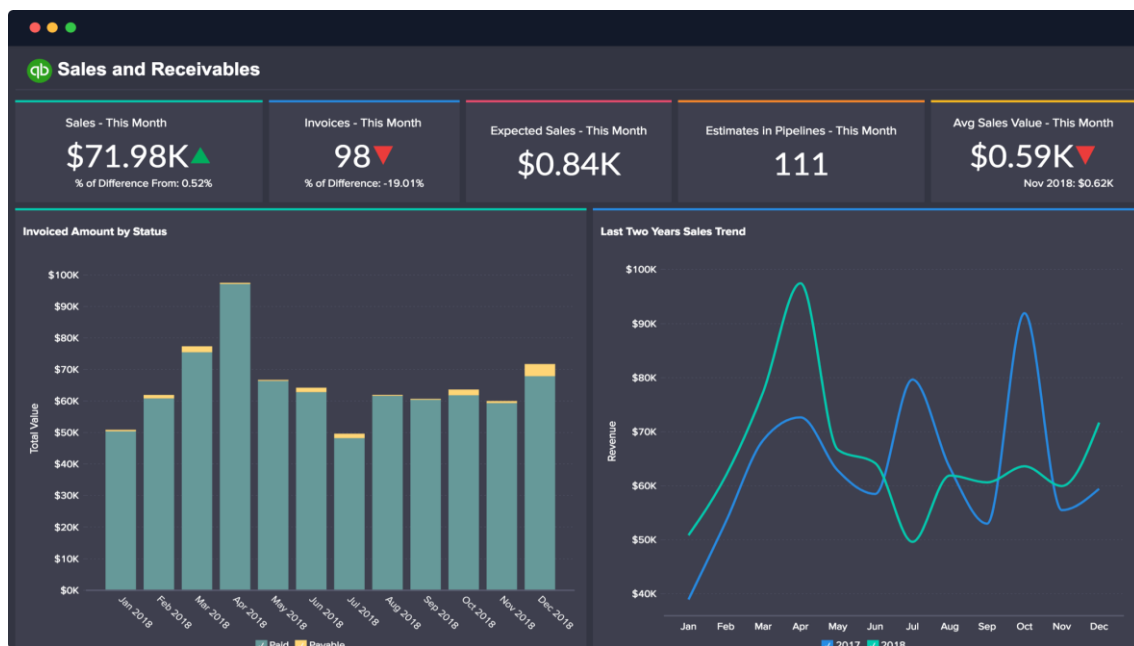 qb Sales and Receivables
Sales - This Month
$71.98K
% of Difference From: 0.52%
Invoices - This Month
98
% of Difference: -19.01%
Expected Sales - This Month
$0.84K
Estimates in Pipelines - This Month
111
Avg Sales Value - This Month
$0.59K
Nov 2018: $0.62K
Invoiced Amount by Status
$100K
$90K
$80K
$70K
$60K
$50K
$40K
$30K
$20K
$10K
$0K
Total Value
Jan 2018
Feb 2018
Mar 2018
Apr 2018
May 2018
Jun 2018
Jul 2018
Aug 2018
Sep 2018
Oct 2018
Nov 2018
Dec 2018
Paid Payable
Last Two Years Sales Trend
$100K
$90K
$80K
$70K
$60K
$50K
$40K
Revenue
Jan Feb Mar Apr May Jun Jul Aug Sep Oct Nov Dec
2017 2018